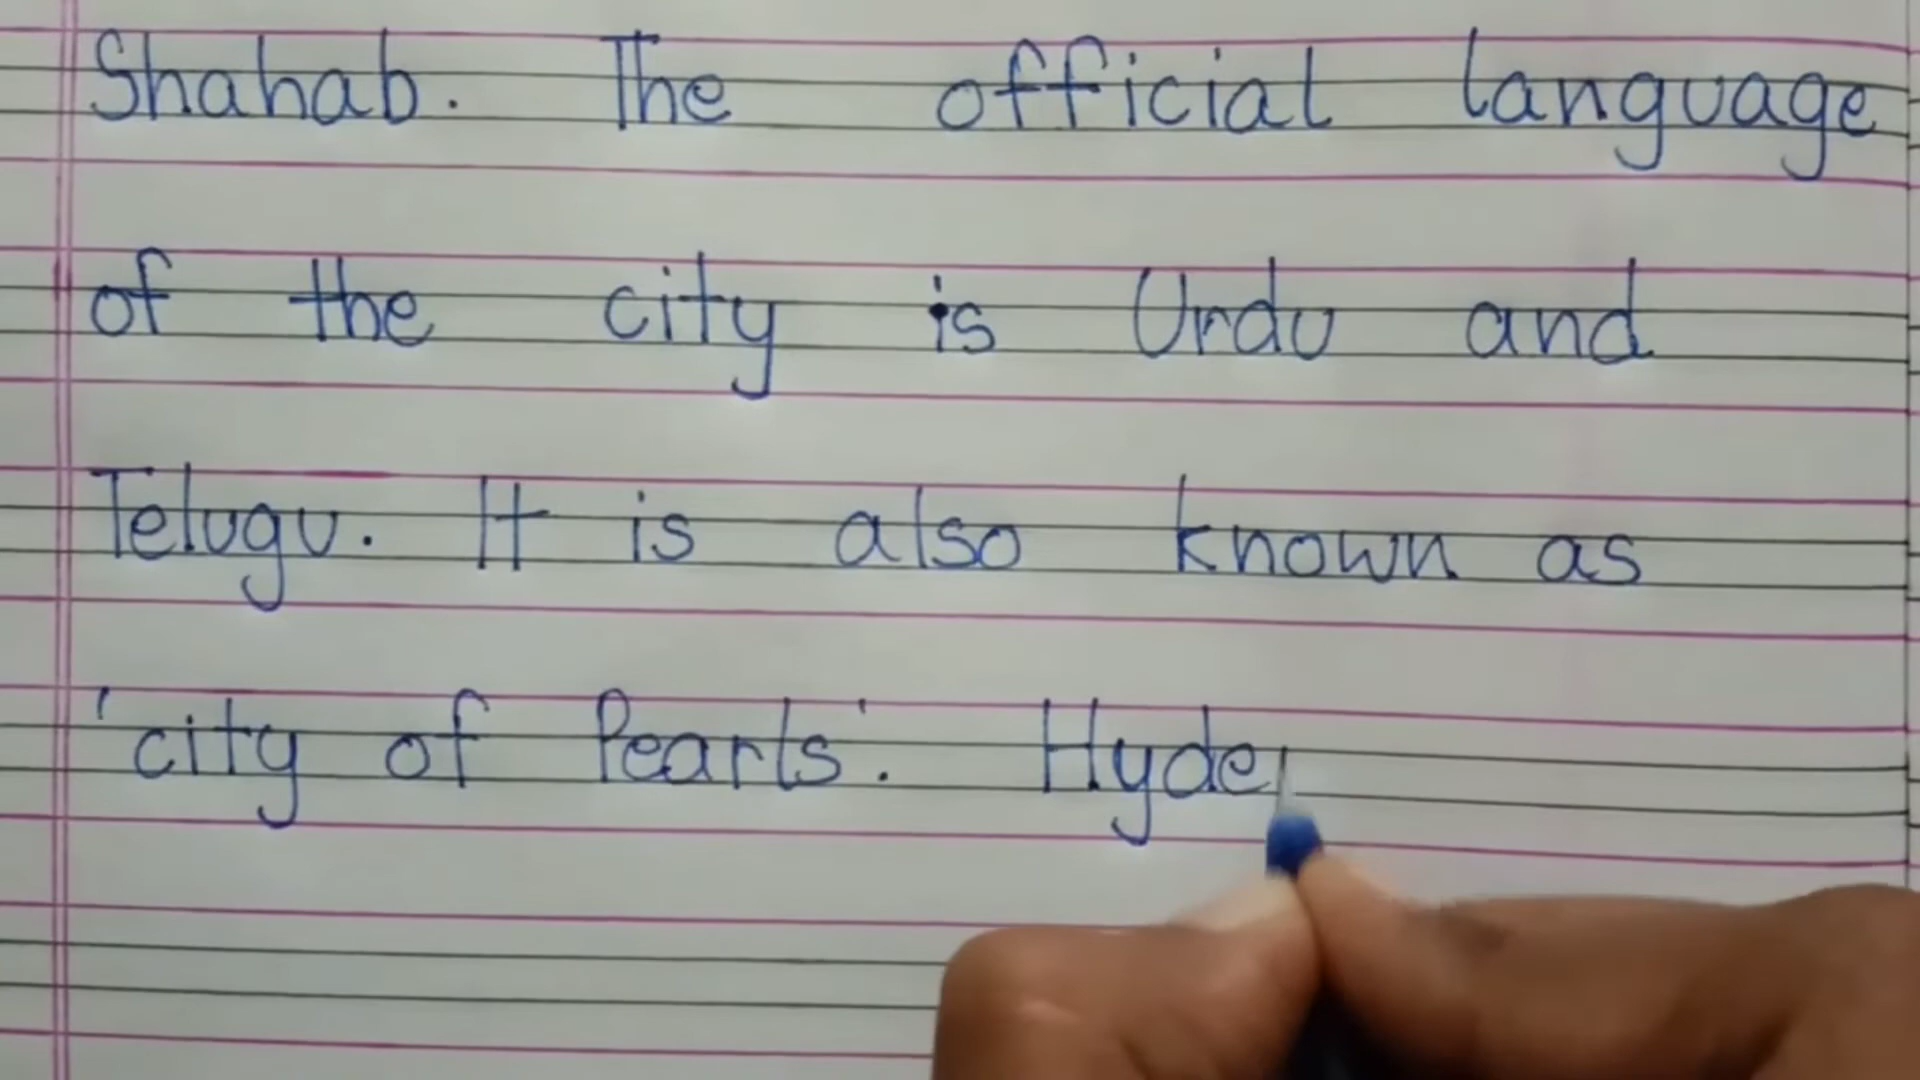 Shahab. The official language
of the city is Urdu and
Telugu. It is also known as
'city of Pearls'. Hyde